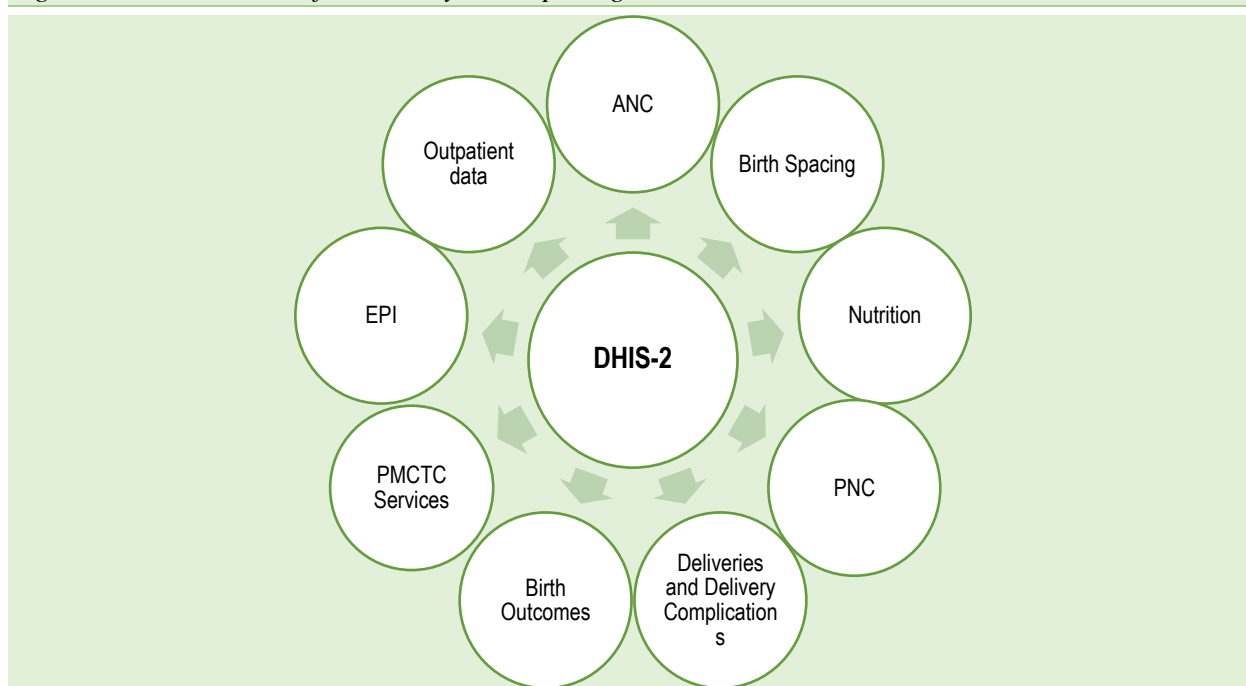 ANC
Birth Spacing
Nutrition
PNC
Deliveries
and Delivery
Complication
s
Birth
Outcomes
PMCTC
Services
EPI
Outpatient
data
DHIS-2